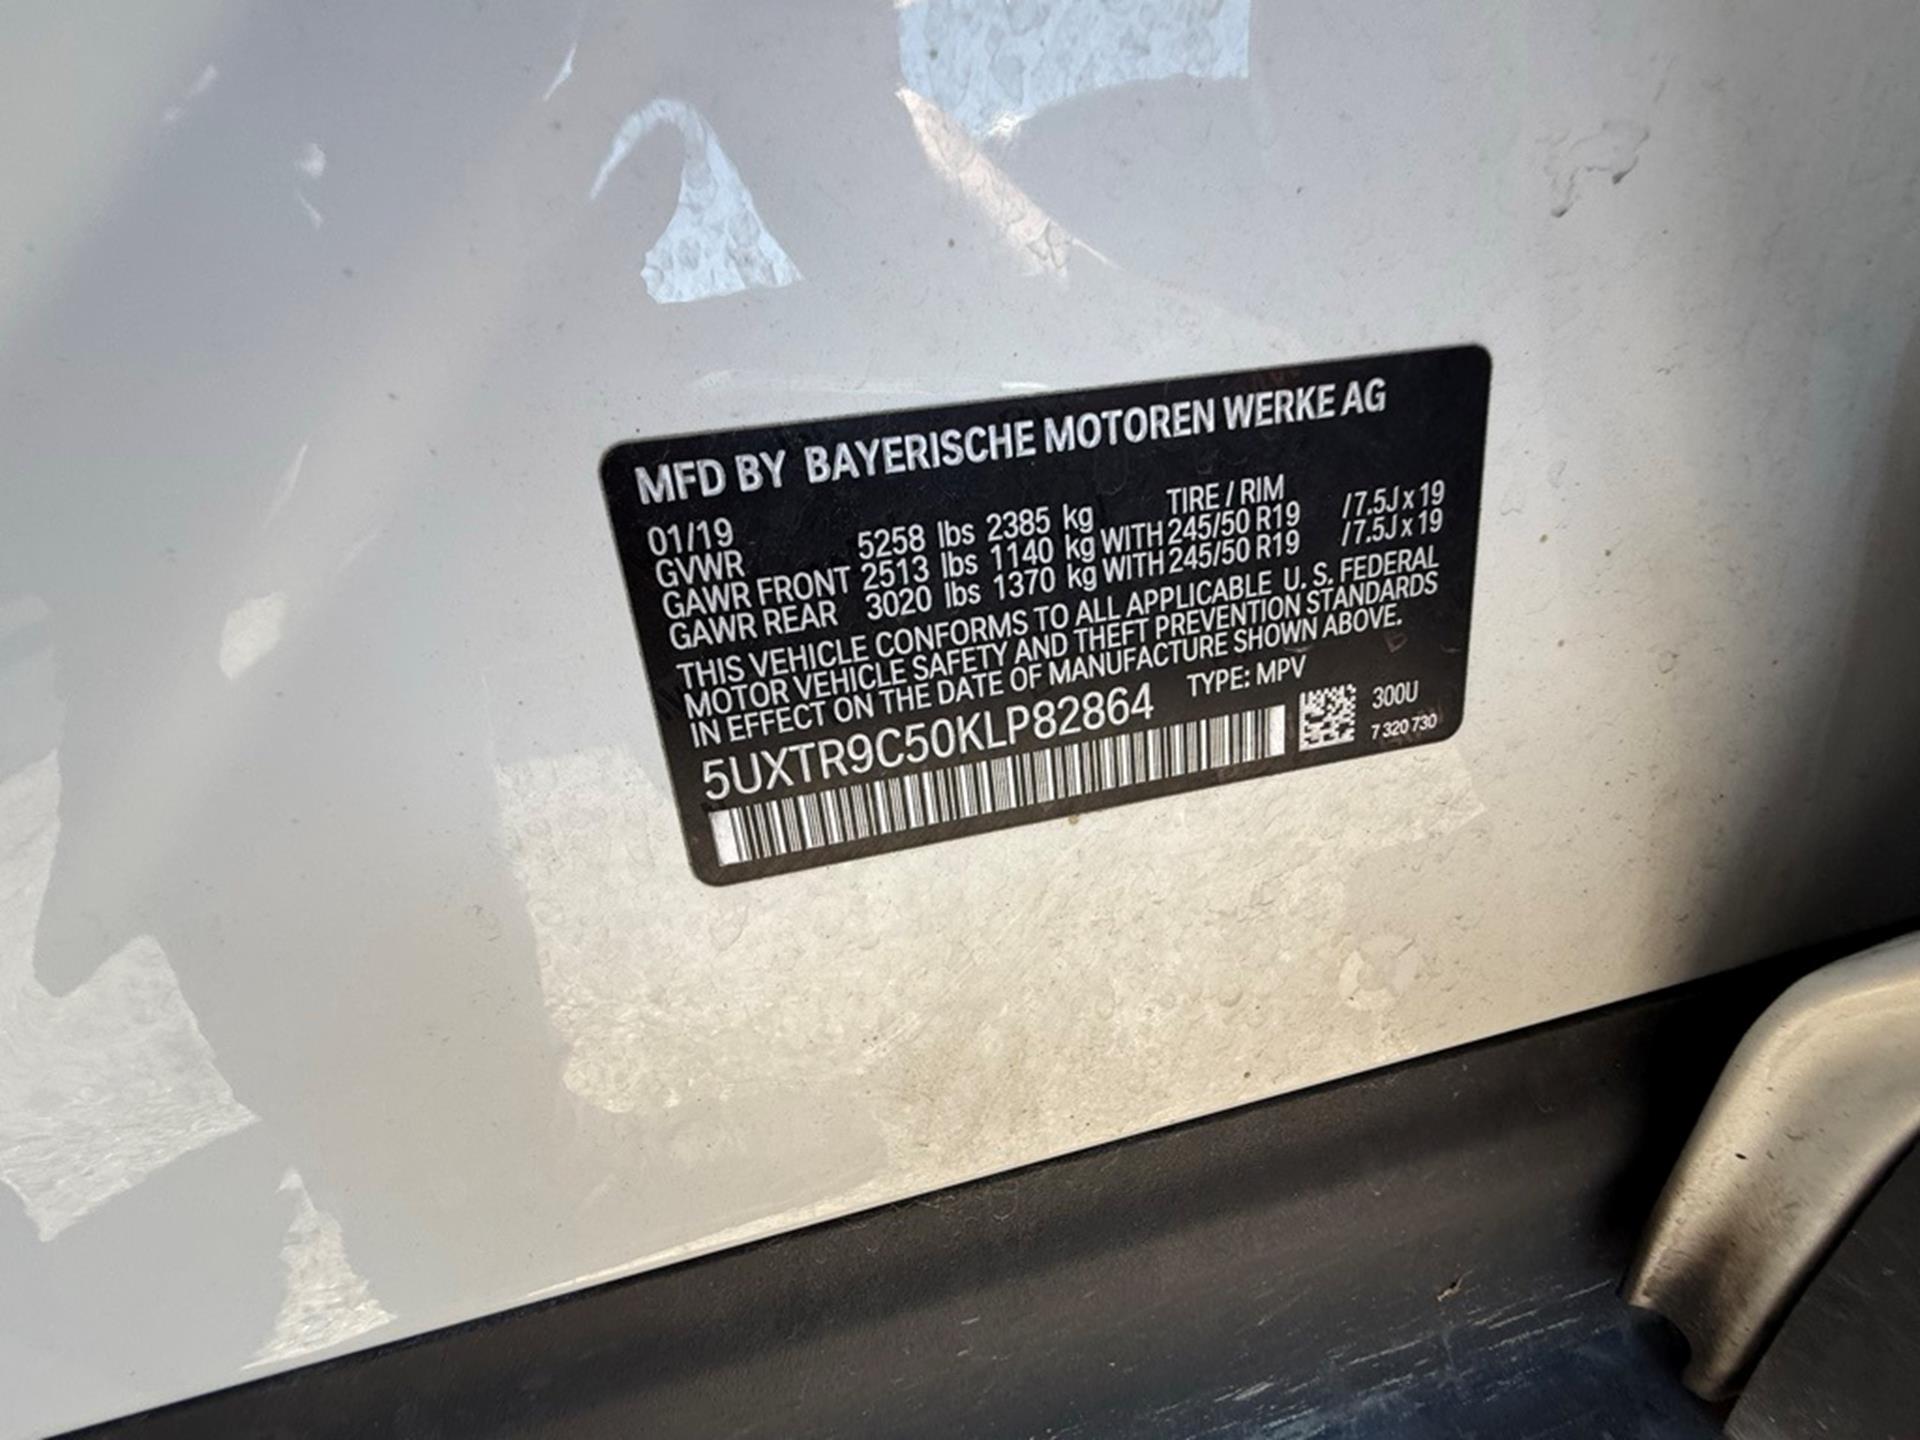 MFD BY BAYERISCHE MOTOREN WERKE AG
01/19 TIRE / RIM
GVWR 5258 lbs 2385 kg
GAWR FRONT 2513 lbs 1140 kg WITH 245/50 R19 / 7.5J x 19
GAWR REAR 3020 lbs 1370 kg WITH 245/50 R19 / 7.5J x 19
THIS VEHICLE CONFORMS TO ALL APPLICABLE U. S. FEDERAL
MOTOR VEHICLE SAFETY AND THEFT PREVENTION STANDARDS
IN EFFECT ON THE DATE OF MANUFACTURE SHOWN ABOVE.
5UXTR9C50KLP82864 TYPE: MPV
300U
7 320 730